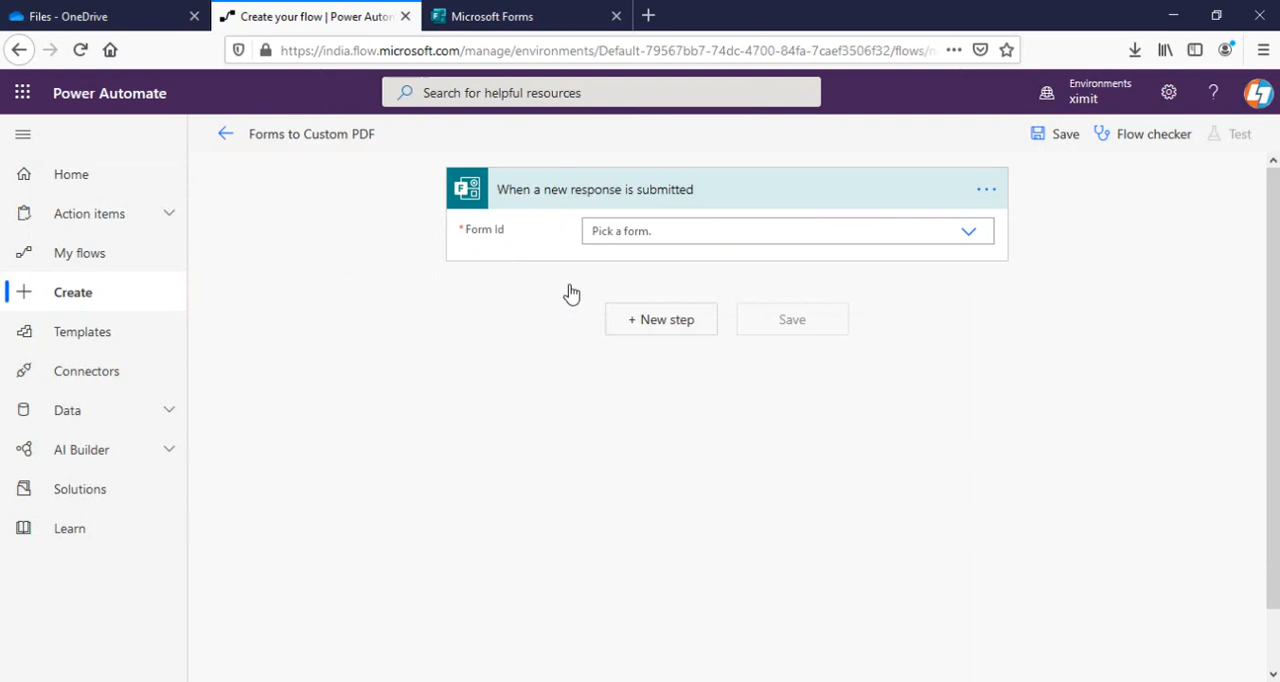 Files - OneDrive
Create your flow | Power Autom
Microsoft Forms
https://india.flow.microsoft.com/manage/environments/Default-79567bb7-74dc-4700-84fa-7caef3506f32/flows/
Power Automate
Search for helpful resources
Environments
ximit
Forms to Custom PDF
Save
Flow checker
Test
Home
Action items
My flows
Create
Templates
Connectors
Data
AI Builder
Solutions
Learn
When a new response is submitted
* Form Id
Pick a form.
+ New step
Save